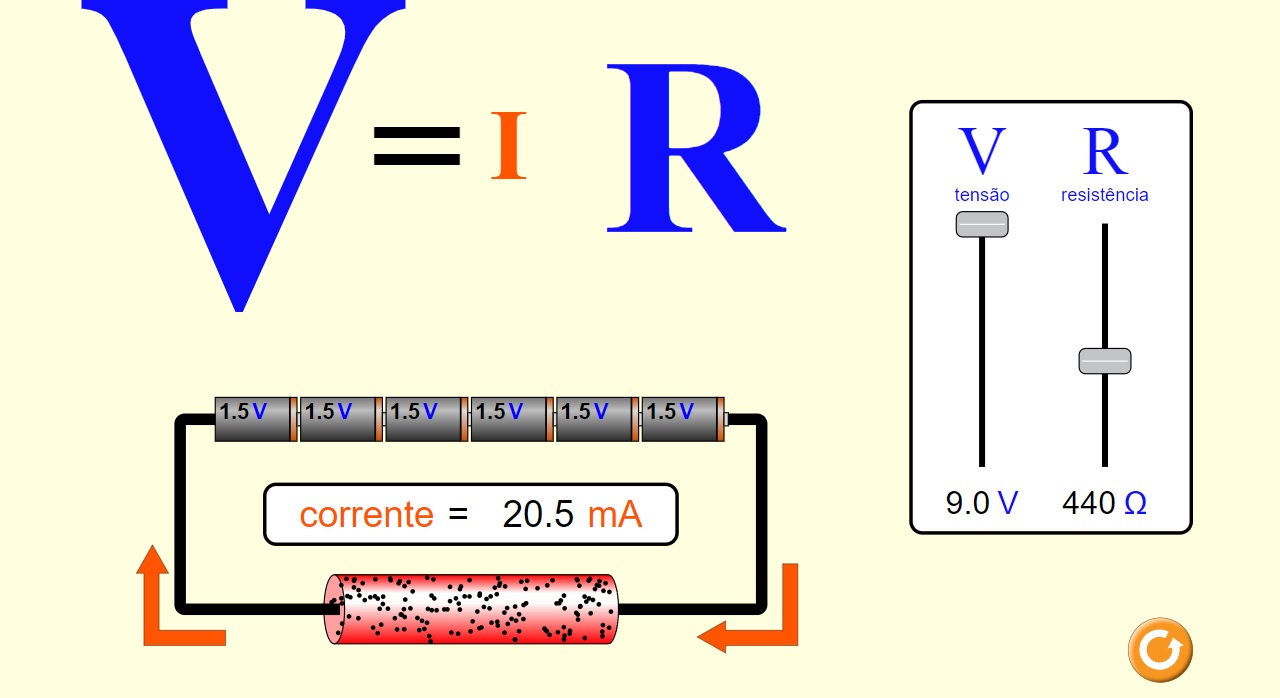 V = I R
V R
tensão resistência
9.0 V 440 Ω
1.5 V 1.5 V 1.5 V 1.5 V 1.5 V 1.5 V
corrente = 20.5 mA